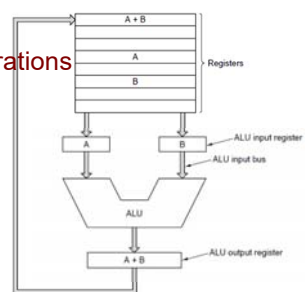 A + B
rations
A
Registers
B
A
B
ALU input register
ALU input bus
ALU
A + B
ALU output register